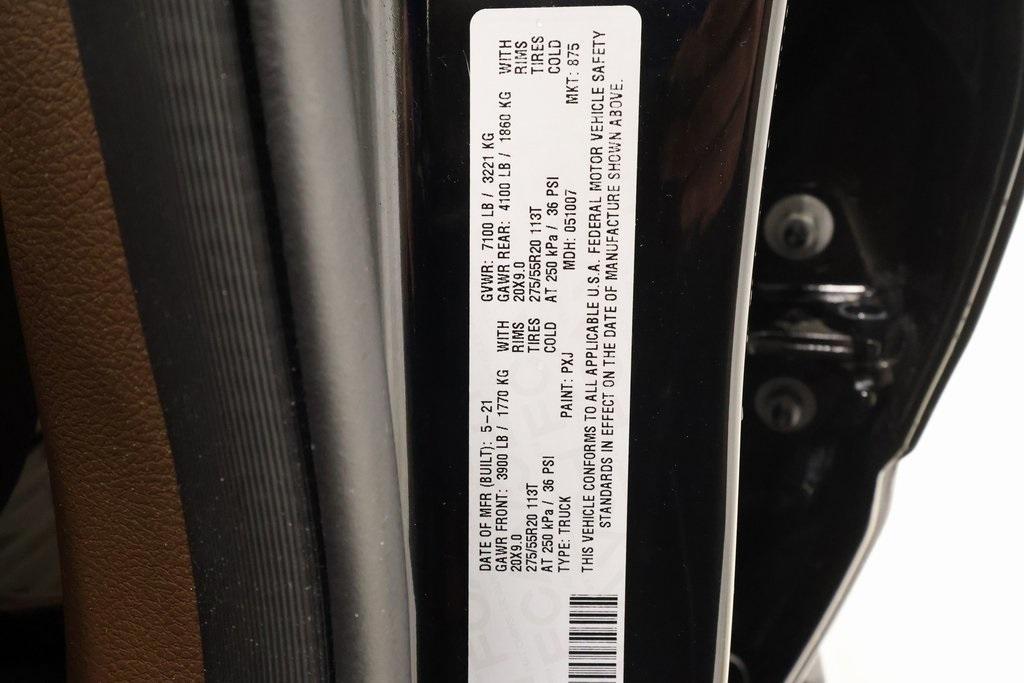 DATE OF MFR (BUILT): 5-21 GVWR: 7100 LB / 3221 KG
GAWR FRONT: 3900 LB / 1770 KG WITH GAWR REAR: 4100 LB / 1860 KG WITH
20X9.0 RIMS 20X9.0 RIMS
275/55R20 113T TIRES 275/55R20 113T TIRES
AT 250 kPa / 36 PSI COLD AT 250 kPa / 36 PSI COLD
TYPE: TRUCK PAINT: PXJ MDH: 051007 MKT: 875
THIS VEHICLE CONFORMS TO ALL APPLICABLE U.S.A. FEDERAL MOTOR VEHICLE SAFETY
STANDARDS IN EFFECT ON THE DATE OF MANUFACTURE SHOWN ABOVE.